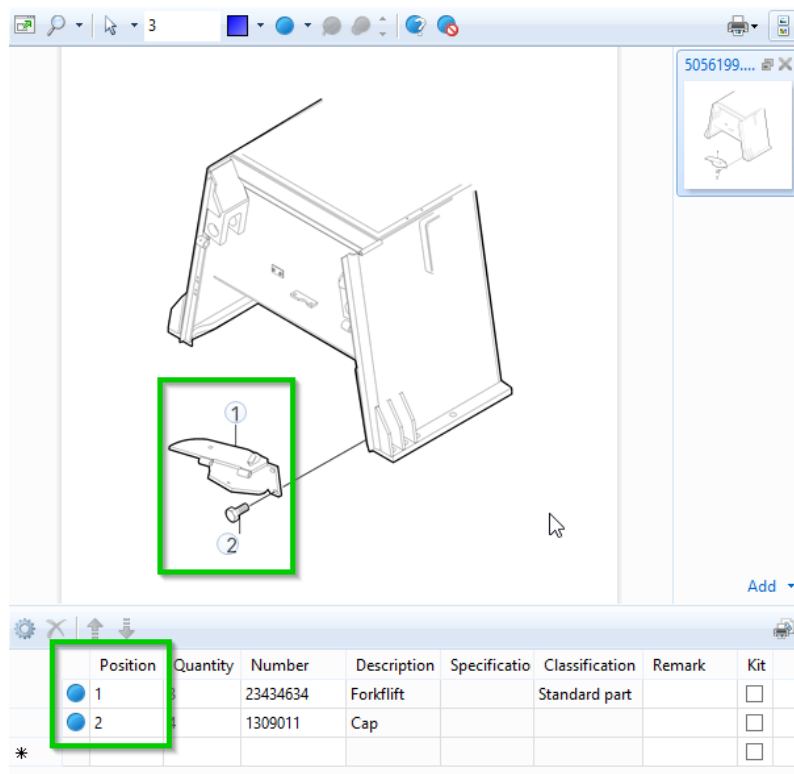 3
5056199....
1
2
Add
Position Quantity Number Description Specificatio Classification Remark Kit
1 23434634 Forkflift Standard part
2 4 1309011 Cap
*